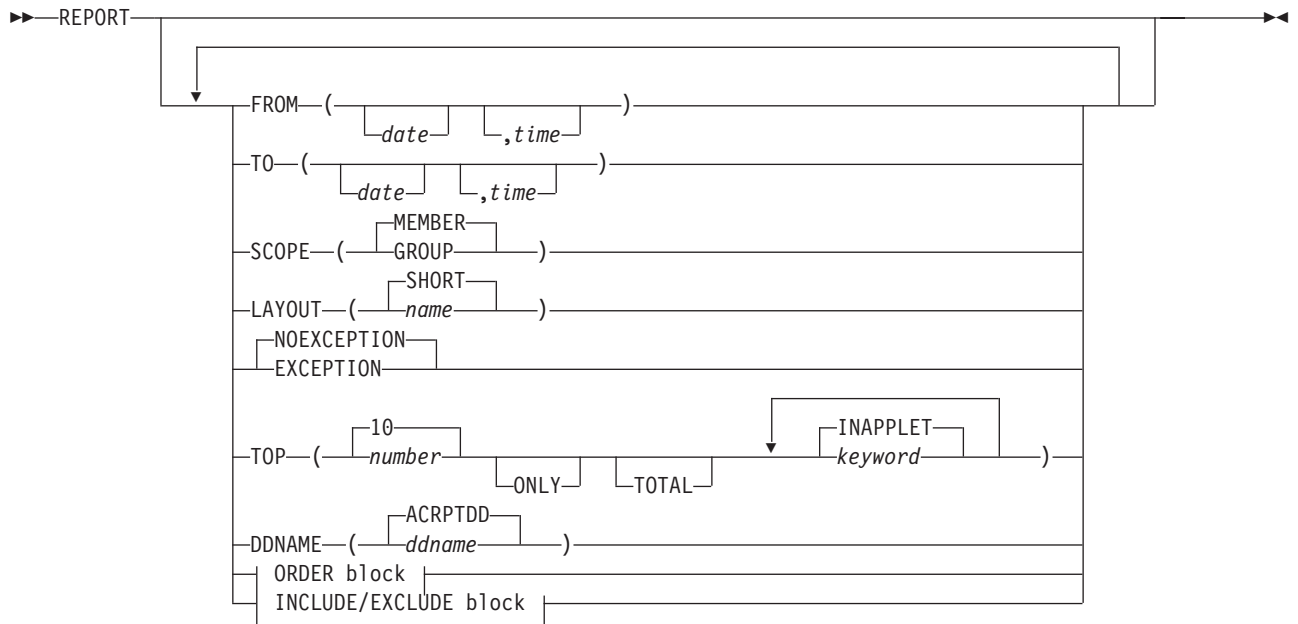 REPORT
FROM ( )
date ,time
TO ( )
date ,time
MEMBER
SCOPE ( GROUP )
SHORT
LAYOUT ( name )
NOEXCEPTION
EXCEPTION
10 INAPPLET
TOP ( number keyword )
ONLY TOTAL
ACRPTDD
DDNAME ( ddname )
ORDER block
INCLUDE/EXCLUDE block